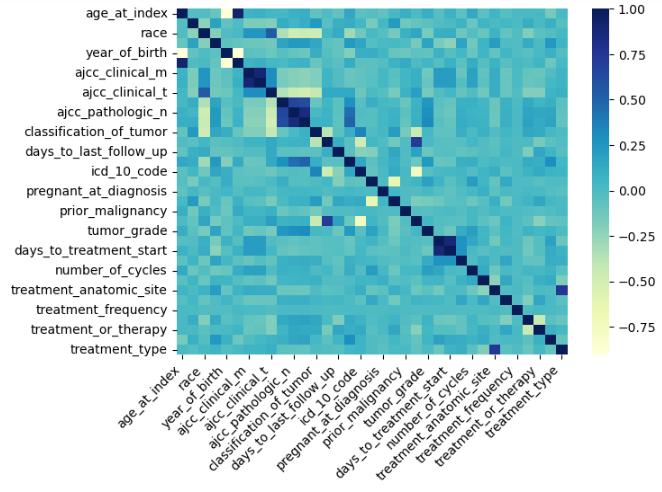 age_at_index
race
year_of_birth
ajcc_clinical_m
ajcc_clinical_t
ajcc_pathologic_n
classification_of_tumor
days_to_last_follow_up
icd_10_code
pregnant_at_diagnosis
prior_malignancy
tumor_grade
days_to_treatment_start
number_of_cycles
treatment_anatomic_site
treatment_frequency
treatment_or_therapy
treatment_type
age_at_index
race
year_of_birth
ajcc_clinical_m
ajcc_clinical_t
ajcc_pathologic_n
classification_of_tumor
days_to_last_follow_up
icd_10_code
pregnant_at_diagnosis
prior_malignancy
tumor_grade
days_to_treatment_start
number_of_cycles
treatment_anatomic_site
treatment_frequency
treatment_or_therapy
treatment_type
1.00
0.75
0.50
0.25
0.00
−0.25
−0.50
−0.75